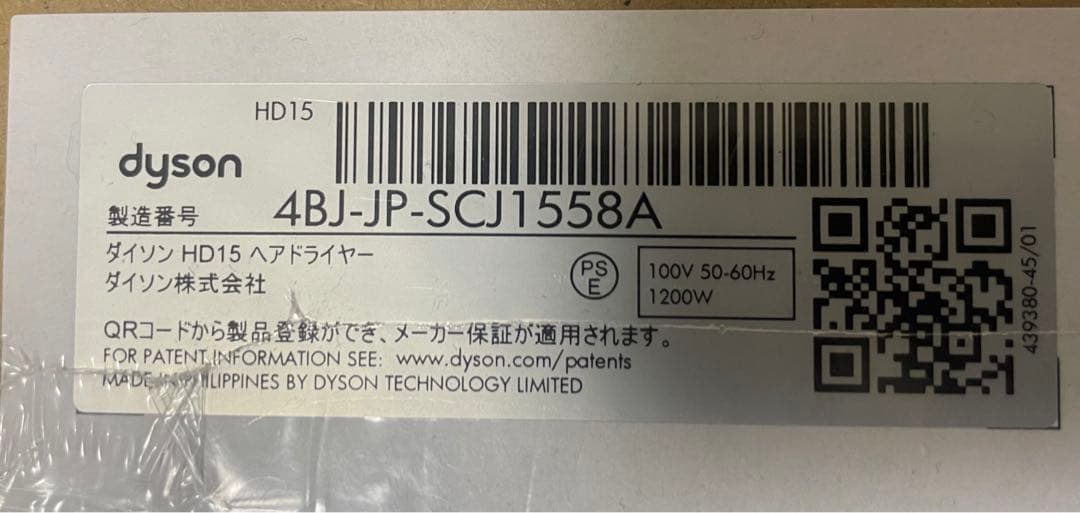 HD15
dyson
製造番号 4BJ-JP-SCJ1558A
ダイソン HD15 ヘアドライヤー
ダイソン株式会社
PS
E
100V 50-60Hz
1200W
QRコードから製品登録ができ、メーカー保証が適用されます。
FOR PATENT INFORMATION SEE: www.dyson.com/patents
MADE IN PHILIPPINES BY DYSON TECHNOLOGY LIMITED
439380-45/01